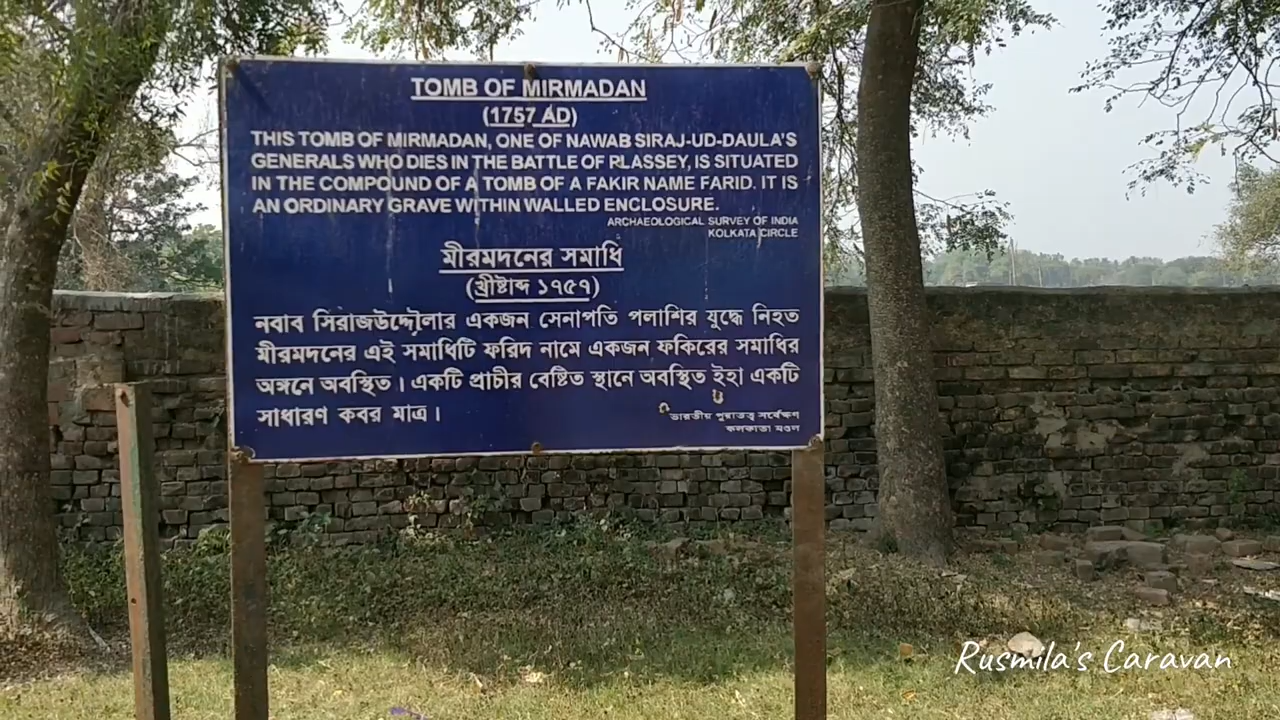 TOMB OF MIRMADAN
(1757 AD)
THIS TOMB OF MIRMADAN, ONE OF NAWAB SIRAJ-UD-DAULA'S
GENERALS WHO DIES IN THE BATTLE OF PLASSEY, IS SITUATED
IN THE COMPOUND OF A TOMB OF A FAKIR NAME FARID. IT IS
AN ORDINARY GRAVE WITHIN WALLED ENCLOSURE.
ARCHAEOLOGICAL SURVEY OF INDIA
KOLKATA CIRCLE
মীরমদনের সমাধি
(খ্রীষ্টাব্দ ১৭৫৭)
নবাব সিরাজউদ্দৌলার একজন সেনাপতি পলাশির যুদ্ধে নিহত
মীরমদনের এই সমাধিটি ফরিদ নামে একজন ফকিরের সমাধির
অঙ্গনে অবস্থিত। একটি প্রাচীর বেষ্টিত স্থানে অবস্থিত ইহা একটি
সাধারণ কবর মাত্র।
ভারতীয় পুরাতত্ত্ব সর্বেক্ষণ
কলকাতা মণ্ডল
Rusmila's Caravan